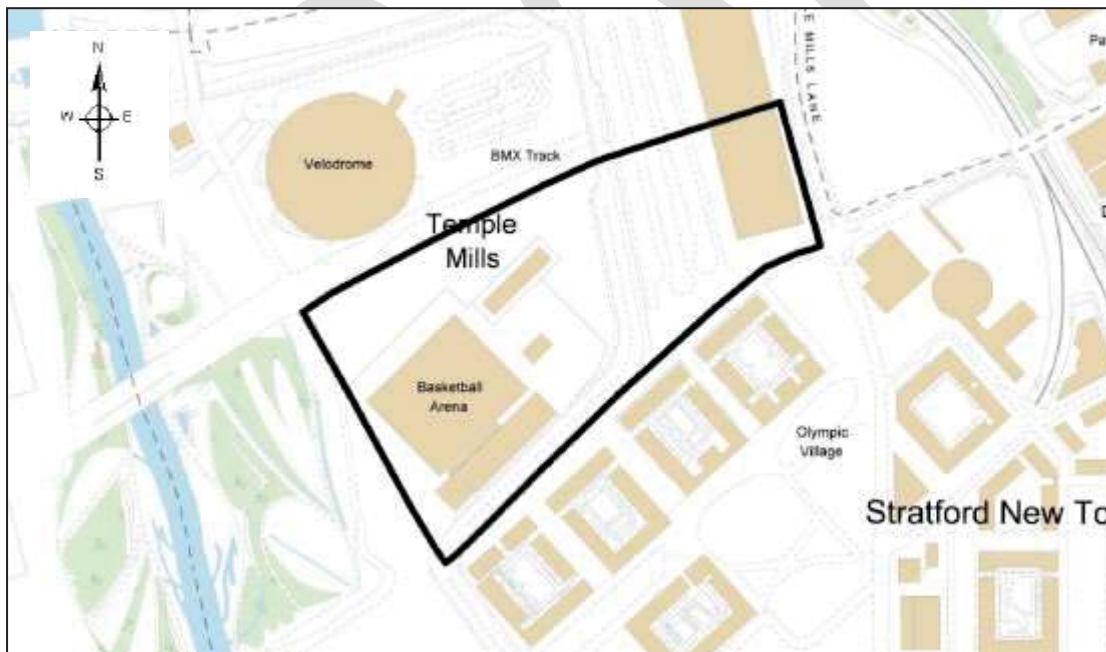 N
W E
S
E MILLS LANE
Pa
Velodrome
BMX Track
Temple
Mills
D
Basketball
Arena
Olympic
Village
Stratford New To